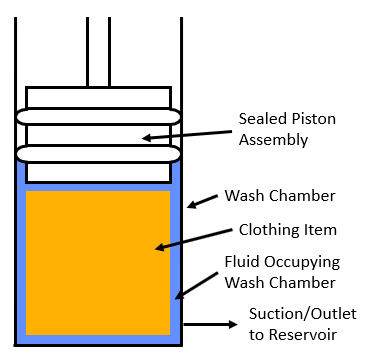 Sealed Piston
Assembly
Wash Chamber
Clothing Item
Fluid Occupying
Wash Chamber
Suction/Outlet
to Reservoir